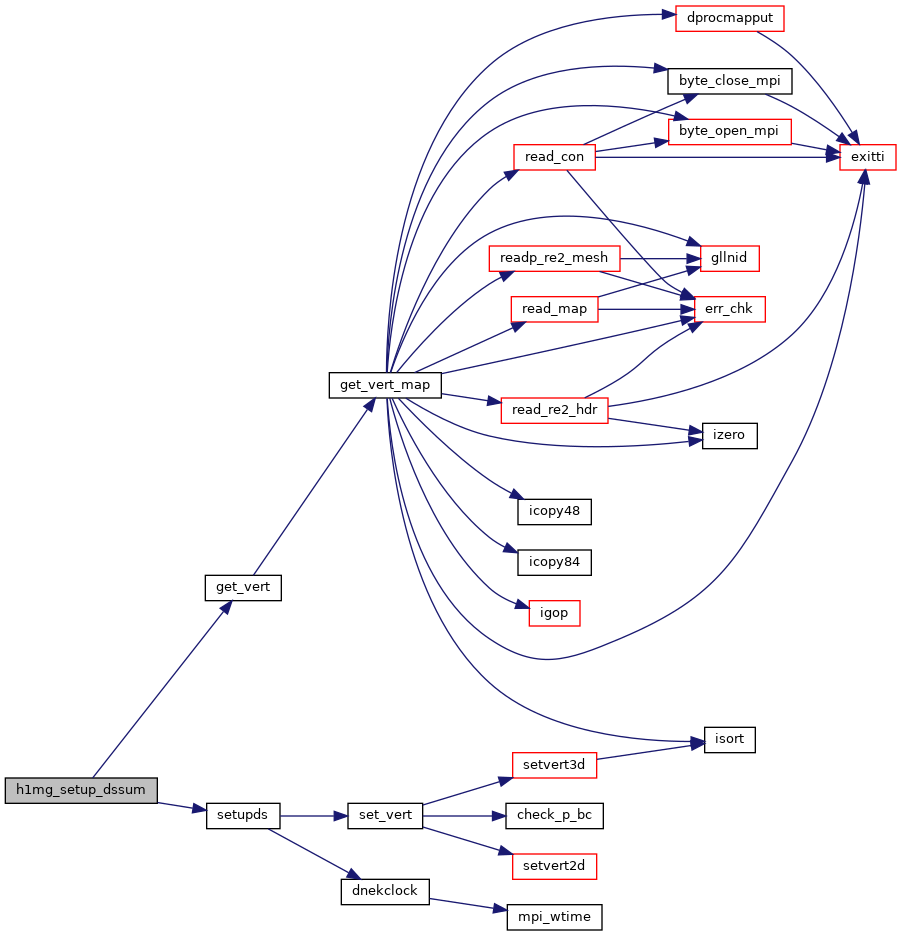 dprocmapput
byte_close_mpi
byte_open_mpi
read_con
exitti
readp_re2_mesh
gllnid
read_map
err_chk
get_vert_map
read_re2_hdr
izero
icopy48
icopy84
get_vert
igop
isort
setvert3d
h1mg_setup_dssum
setupds
set_vert
check_p_bc
setvert2d
dnekclock
mpi_wtime